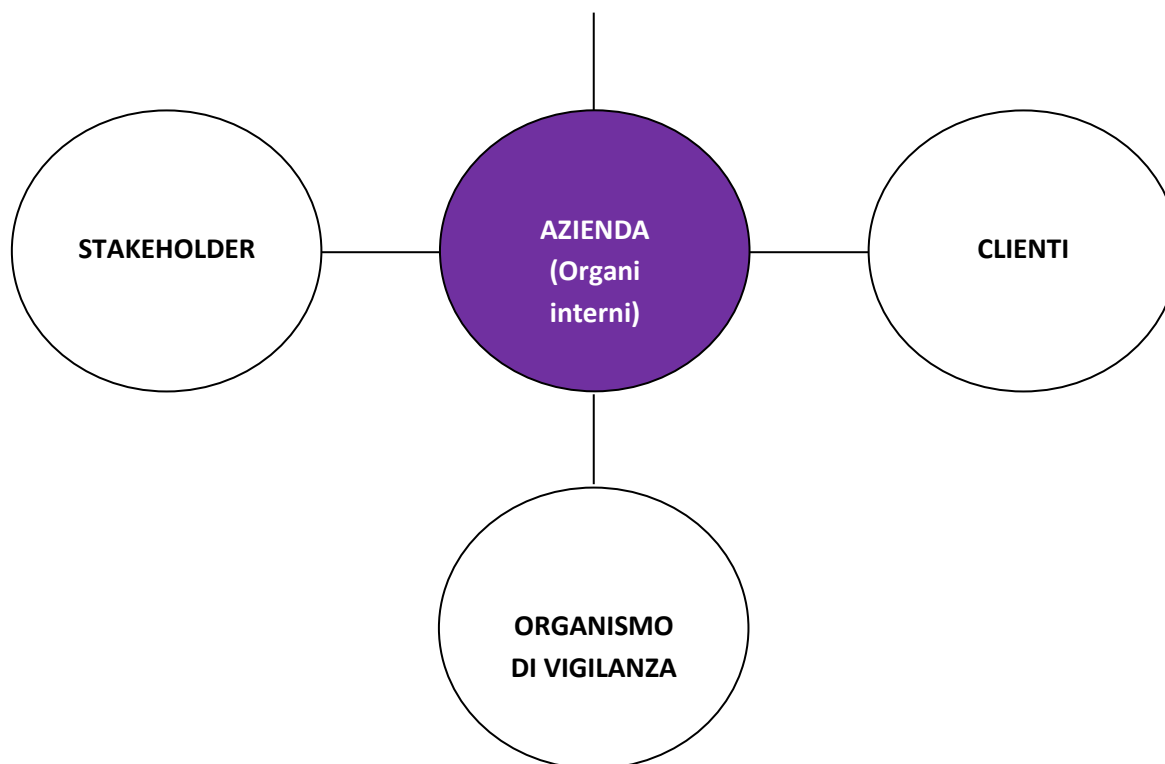 STAKEHOLDER
AZIENDA
(Organi
interni)
CLIENTI
ORGANISMO
DI VIGILANZA